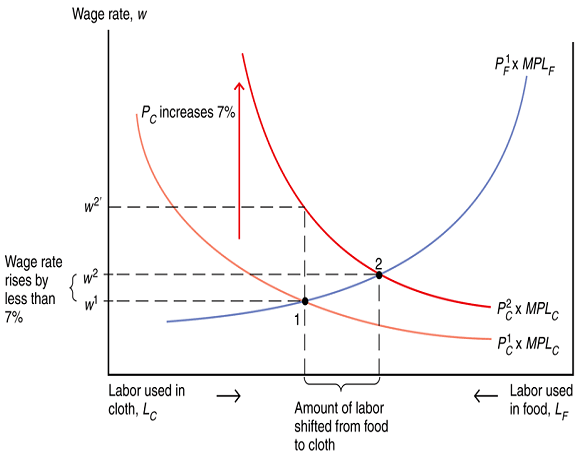 Wage rate, w
P_F^1 x MPL_F
P_C increases 7%
w^2'
2
Wage rate
rises by
less than
7%
w^2
w^1
1
P_C^2 x MPL_C
P_C^1 x MPL_C
Labor used in
cloth, L_C
Amount of labor
shifted from food
to cloth
Labor used
in food, L_F